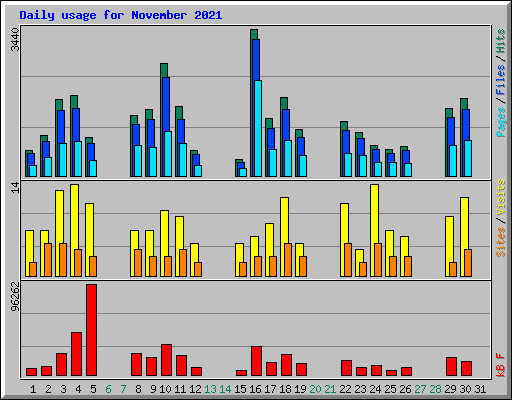 Daily usage for November 2021
3440
14
96262
Pages / Files / Hits
Sites / Visits
kB F
1 2 3 4 5 6 7 8 9 10 11 12 13 14 15 16 17 18 19 20 21 22 23 24 25 26 27 28 29 30 31